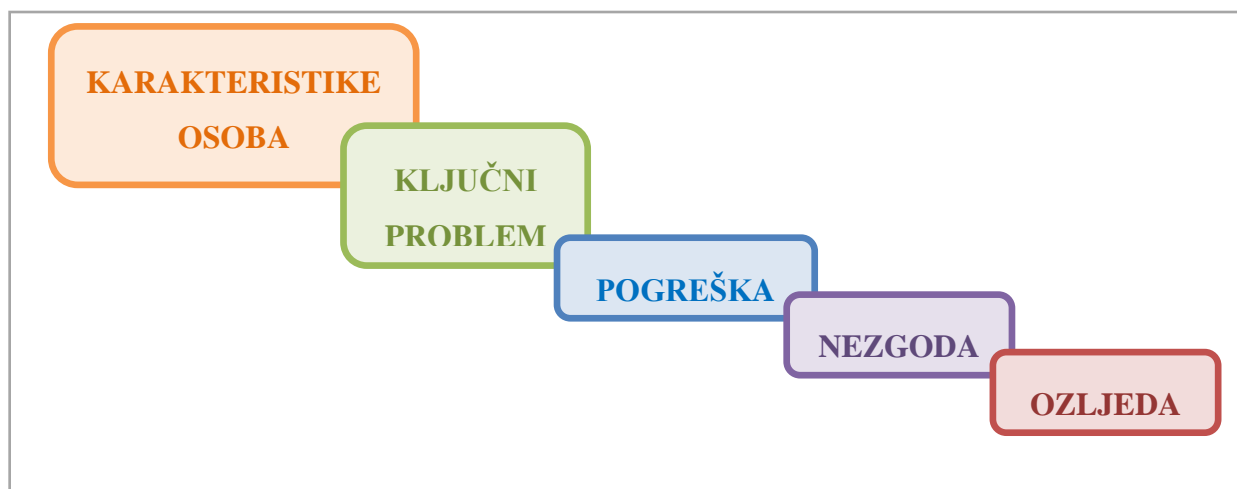 KARAKTERISTIKE
OSOBA
KLJUČNI
PROBLEM
POGREŠKA
NEZGODA
OZLJEDA